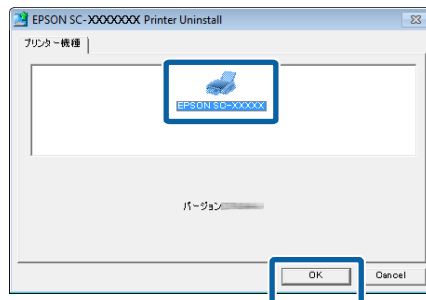 EPSON SC-XXXXXXX Printer Uninstall
プリンター機種
EPSON SC-XXXXX
バージョン
OK
Cancel